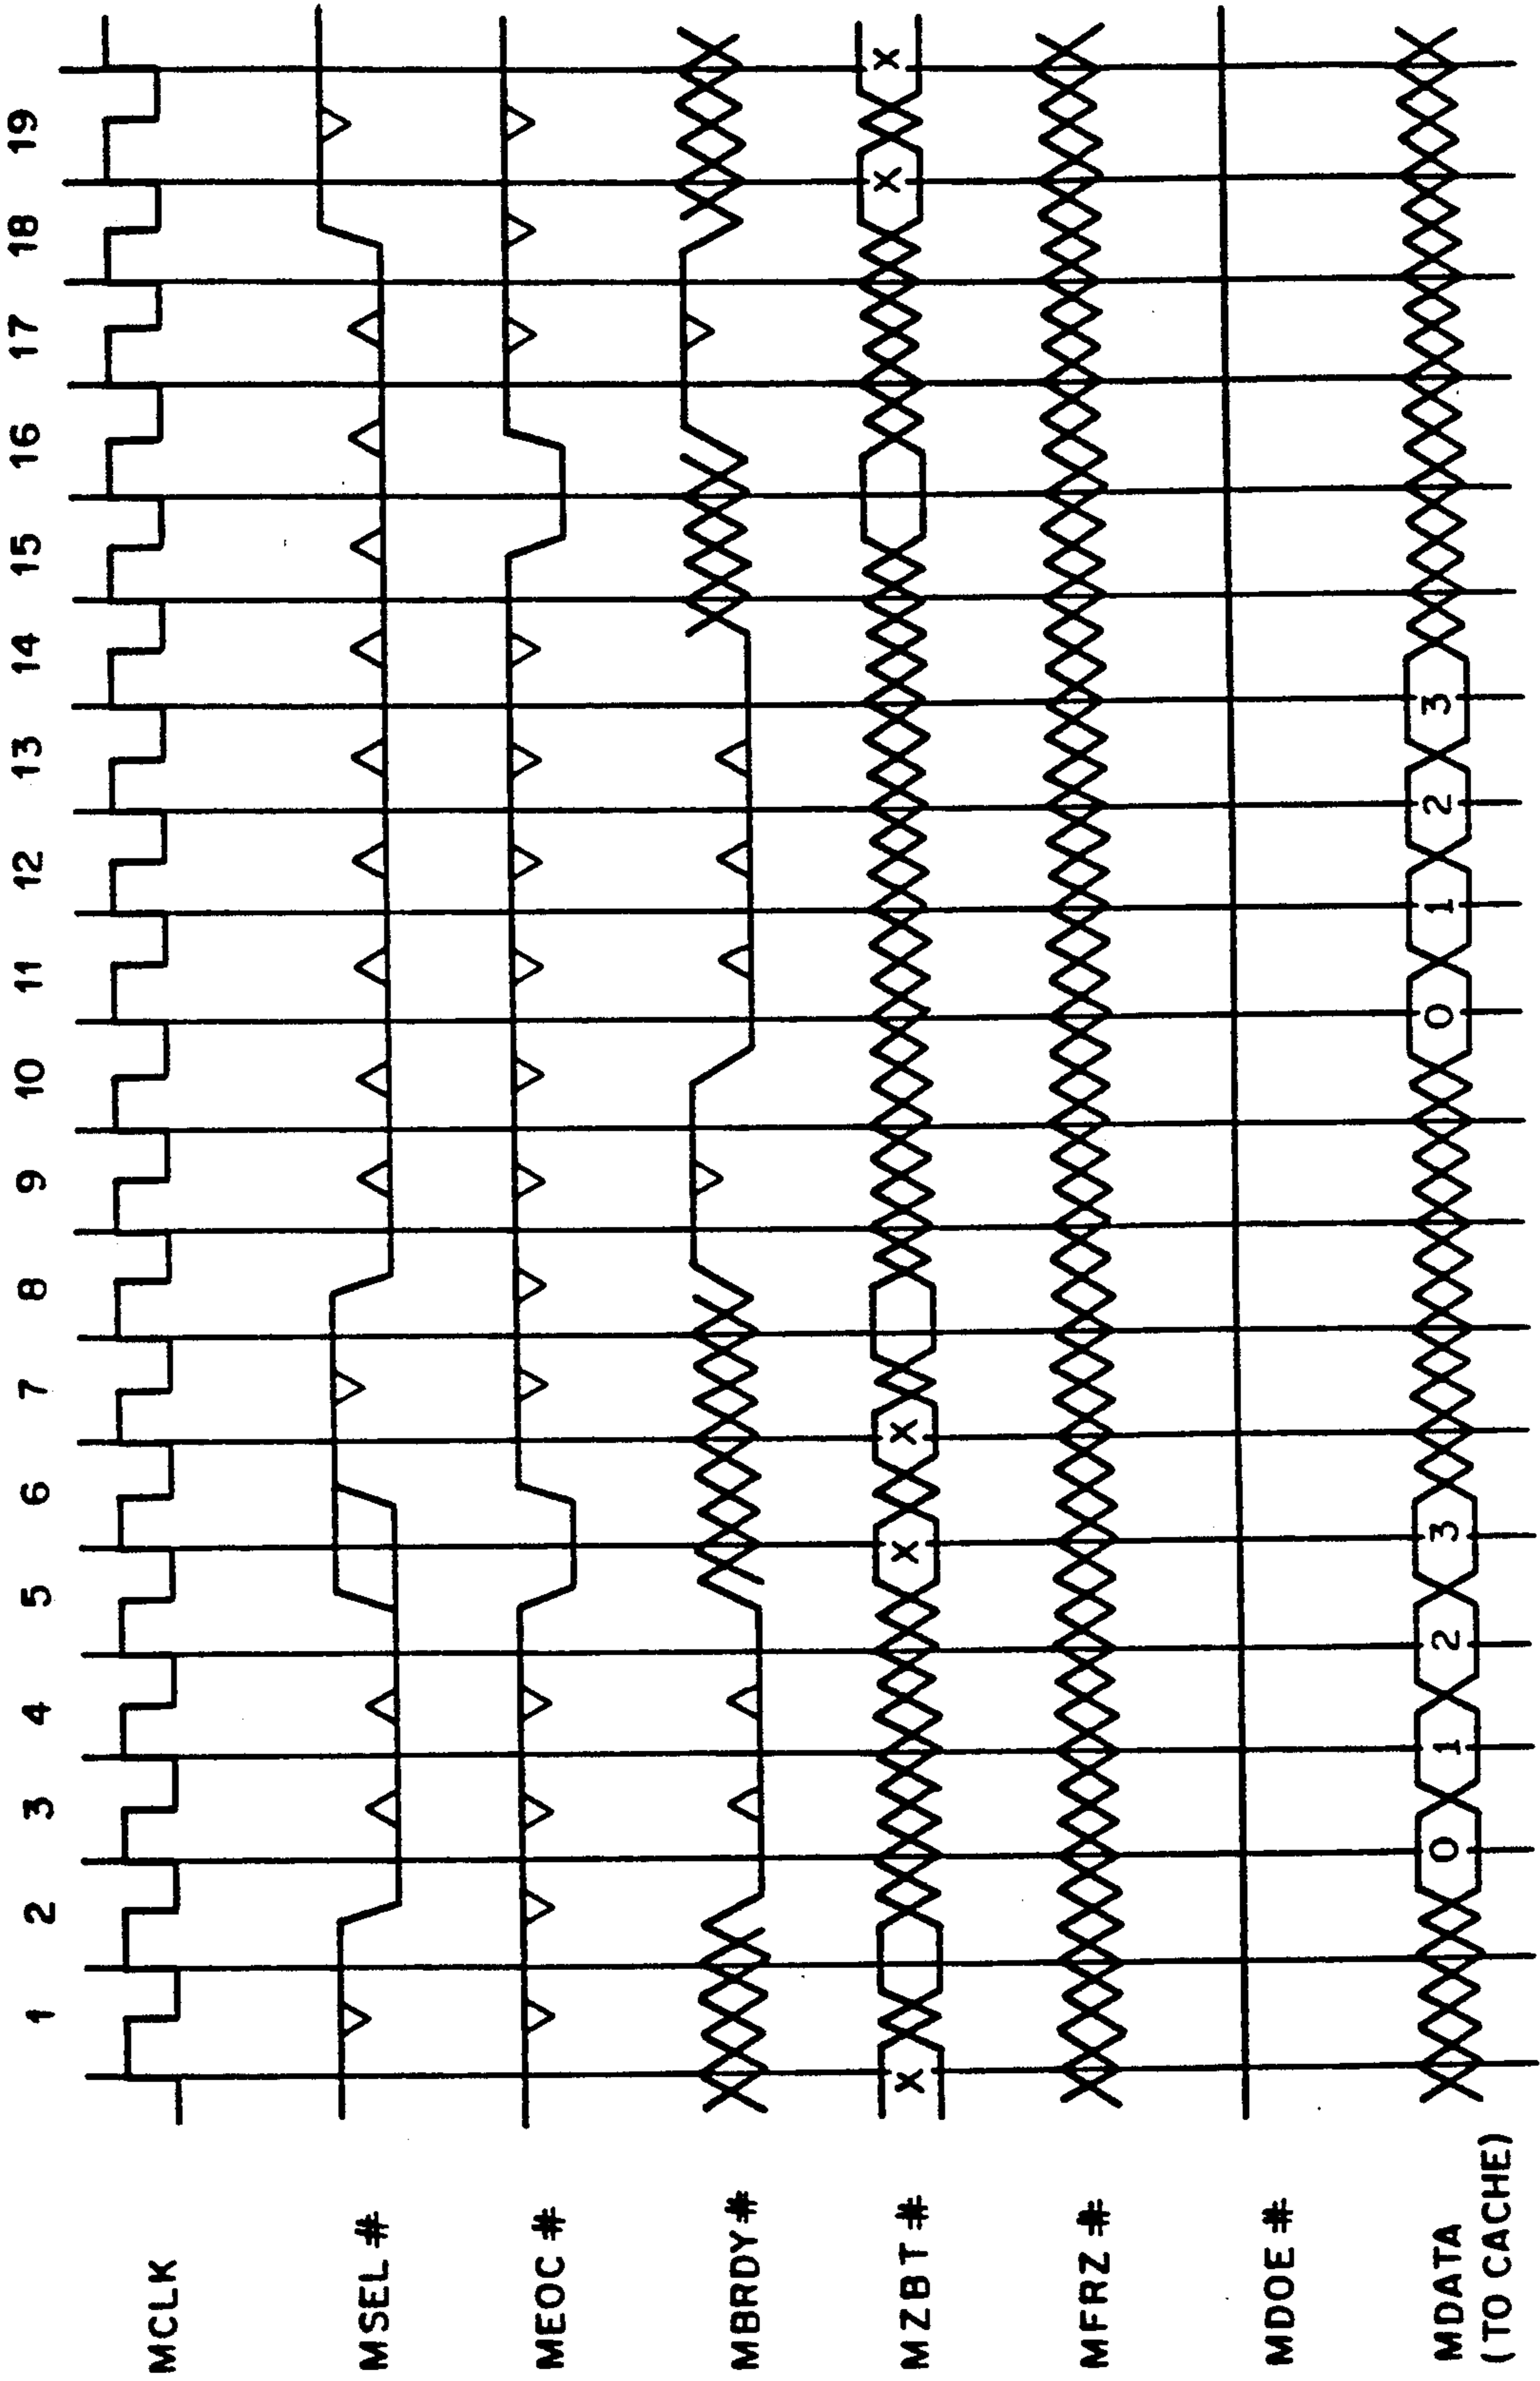 1 2 3 4 5 6 7 8 9 10 11 12 13 14 15 16 17 18 19
MCLK
MSEL#
MEOC#
MBRDY#
MZBT#
X X X X X
MFRZ#
MDOE#
MDATA
(TO CACHE)
0 1 2 3 0 1 2 3